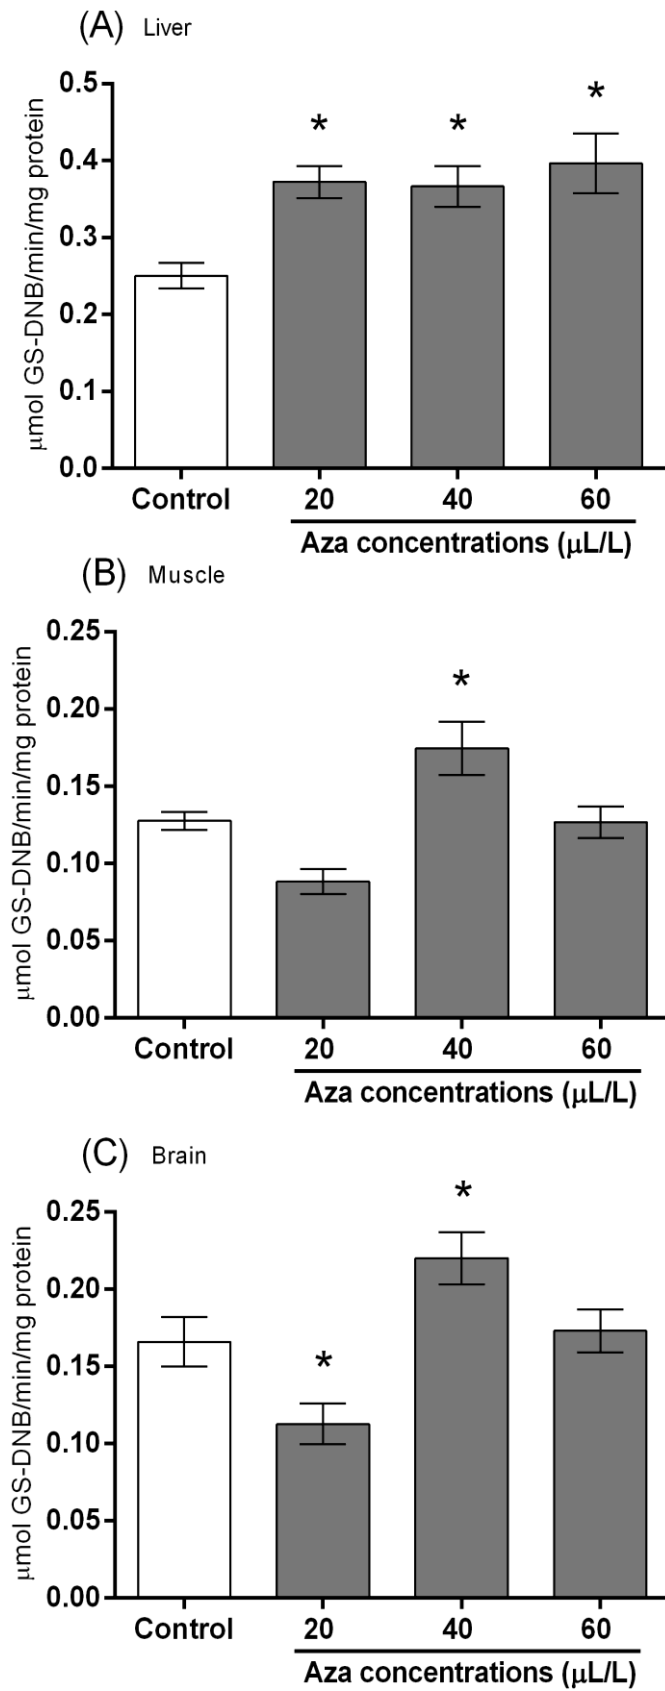 (A) Liver
μmol GS-DNB/min/mg protein
0.5
0.4
0.3
0.2
0.1
0.0
* * *
Control 20 40 60
Aza concentrations (μL/L)
(B) Muscle
μmol GS-DNB/min/mg protein
0.25
0.20
0.15
0.10
0.05
0.00
*
Control 20 40 60
Aza concentrations (μL/L)
(C) Brain
μmol GS-DNB/min/mg protein
0.25
0.20
0.15
0.10
0.05
0.00
* *
Control 20 40 60
Aza concentrations (μL/L)